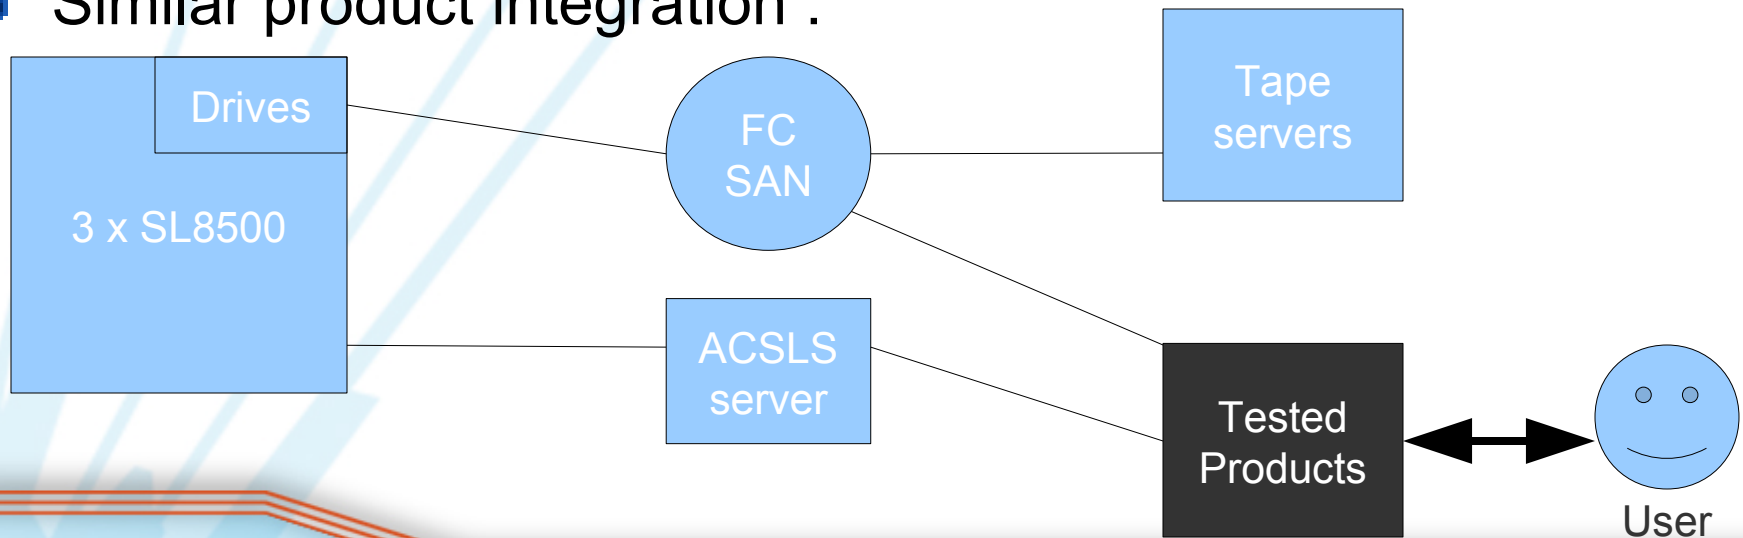 Similar product integration :
Drives
3 x SL8500
FC
SAN
Tape
servers
ACSLS
server
Tested
Products
User